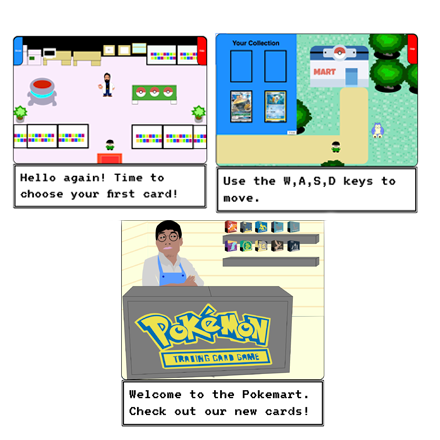 Hello again! Time to
choose your first card!
Your Collection
MART
Use the W,A,S,D keys to
move.
POKéMON
TRADING CARD GAME
Welcome to the Pokemart.
Check out our new cards!